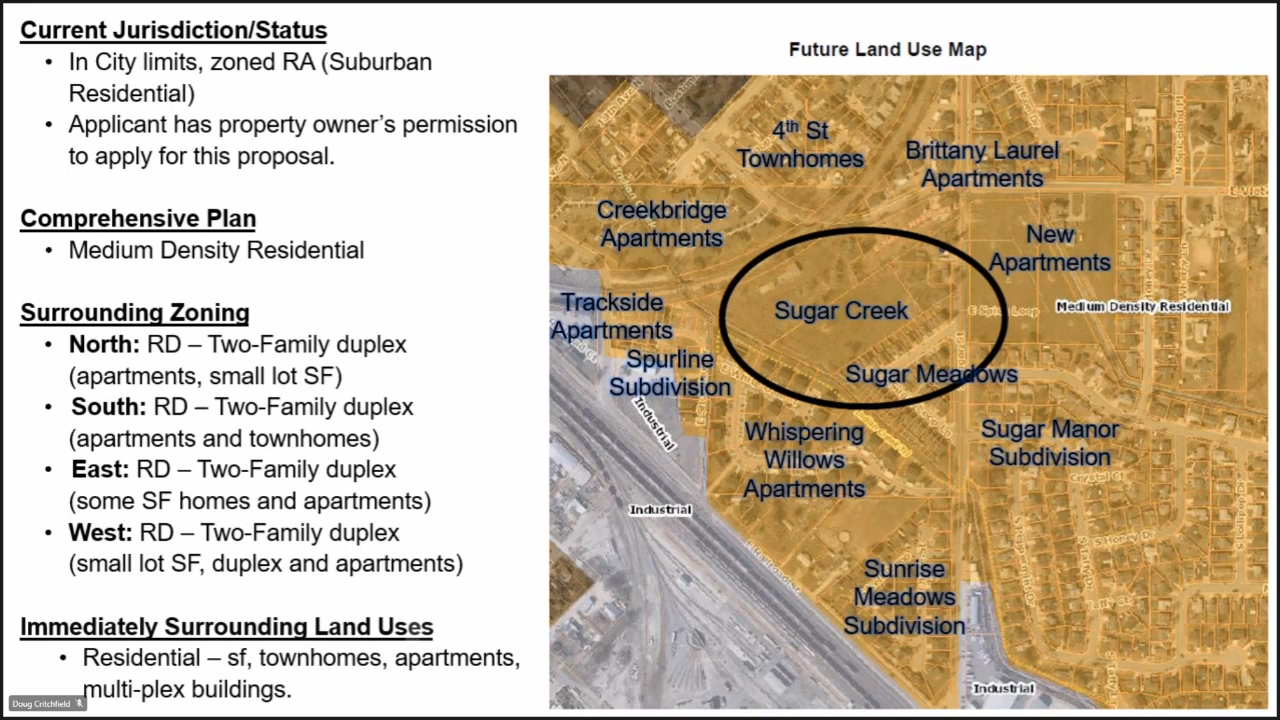 Current Jurisdiction/Status
• In City limits, zoned RA (Suburban
Residential)
• Applicant has property owner's permission
to apply for this proposal.
Comprehensive Plan
• Medium Density Residential
Surrounding Zoning
• North: RD – Two-Family duplex
(apartments, small lot SF)
• South: RD – Two-Family duplex
(apartments and townhomes)
• East: RD – Two-Family duplex
(some SF homes and apartments)
• West: RD – Two-Family duplex
(small lot SF, duplex and apartments)
Immediately Surrounding Land Uses
• Residential – sf, townhomes, apartments,
multi-plex buildings.
Doug Critchfield
Future Land Use Map
4th St
Townhomes
Brittany Laurel
Apartments
Creekbridge
Apartments
New
Apartments
Trackside
Apartments
Sugar Creek
Medium Density Residential
Spurline
Subdivision
Sugar Meadows
Industrial
Whispering
Willows
Apartments
Sugar Manor
Subdivision
Crystal Ct
Industrial
S Honey Dr
Sunrise
Meadows
Subdivision
S Lollipop Dr
Industrial